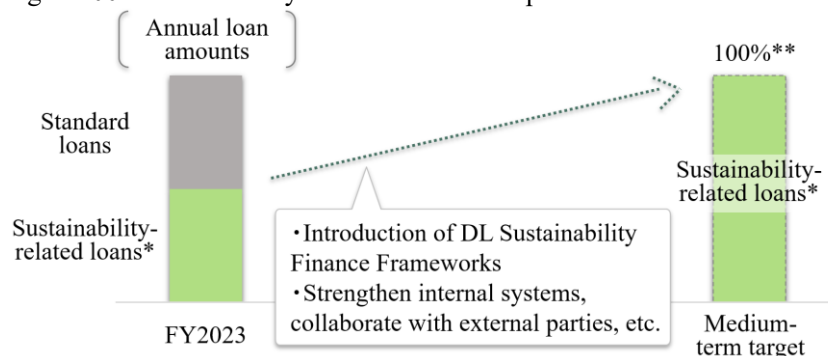 Annual loan
amounts
100%**
Standard
loans
Sustainability-
related loans*
Sustainability-
related loans*
・Introduction of DL Sustainability
Finance Frameworks
・Strengthen internal systems,
collaborate with external parties, etc.
FY2023
Medium-
term target